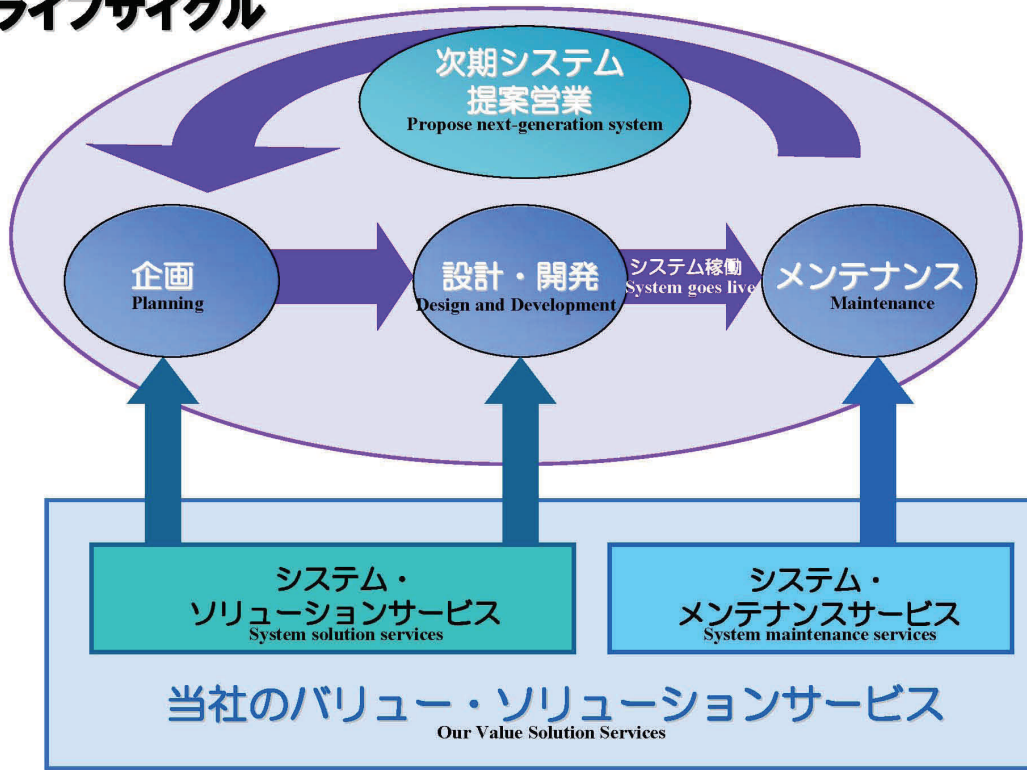 ライフサイクル
次期システム
提案営業
Propose next-generation system
企画
Planning
設計・開発
Design and Development
システム稼働
System goes live
メンテナンス
Maintenance
システム・
ソリューションサービス
System solution services
システム・
メンテナンスサービス
System maintenance services
当社のバリュー・ソリューションサービス
Our Value Solution Services